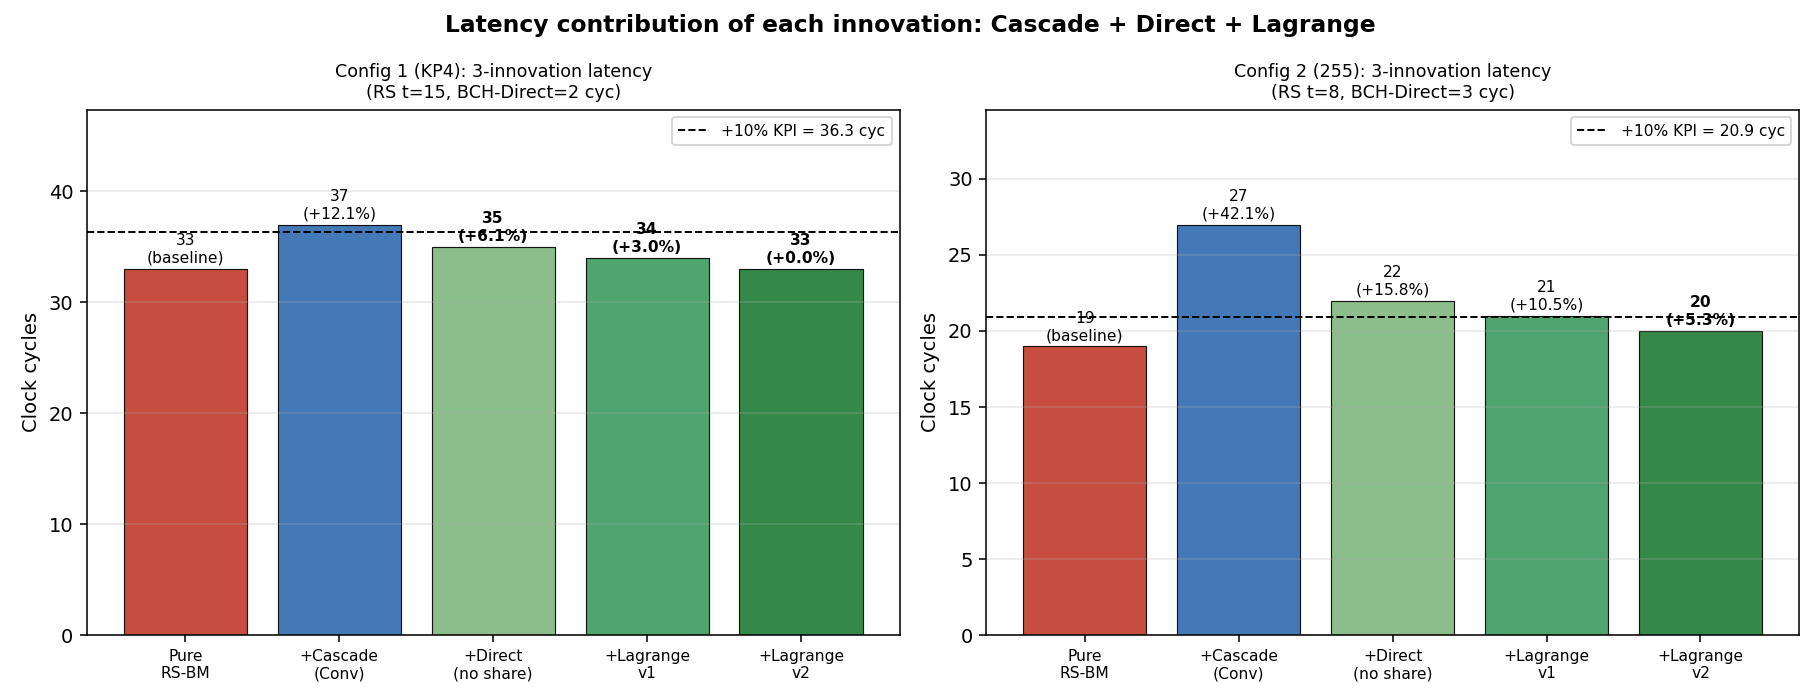 Latency contribution of each innovation: Cascade + Direct + Lagrange
Config 1 (KP4): 3-innovation latency
(RS t=15, BCH-Direct=2 cyc)
+10% KPI = 36.3 cyc
Clock cycles
40
30
20
10
0
33
(baseline)
37
(+12.1%)
35
(+6.1%)
34
(+3.0%)
33
(+0.0%)
Pure
RS-BM
+Cascade
(Conv)
+Direct
(no share)
+Lagrange
v1
+Lagrange
v2
Config 2 (255): 3-innovation latency
(RS t=8, BCH-Direct=3 cyc)
+10% KPI = 20.9 cyc
Clock cycles
30
25
20
15
10
5
0
19
(baseline)
27
(+42.1%)
22
(+15.8%)
21
(+10.5%)
20
(+5.3%)
Pure
RS-BM
+Cascade
(Conv)
+Direct
(no share)
+Lagrange
v1
+Lagrange
v2